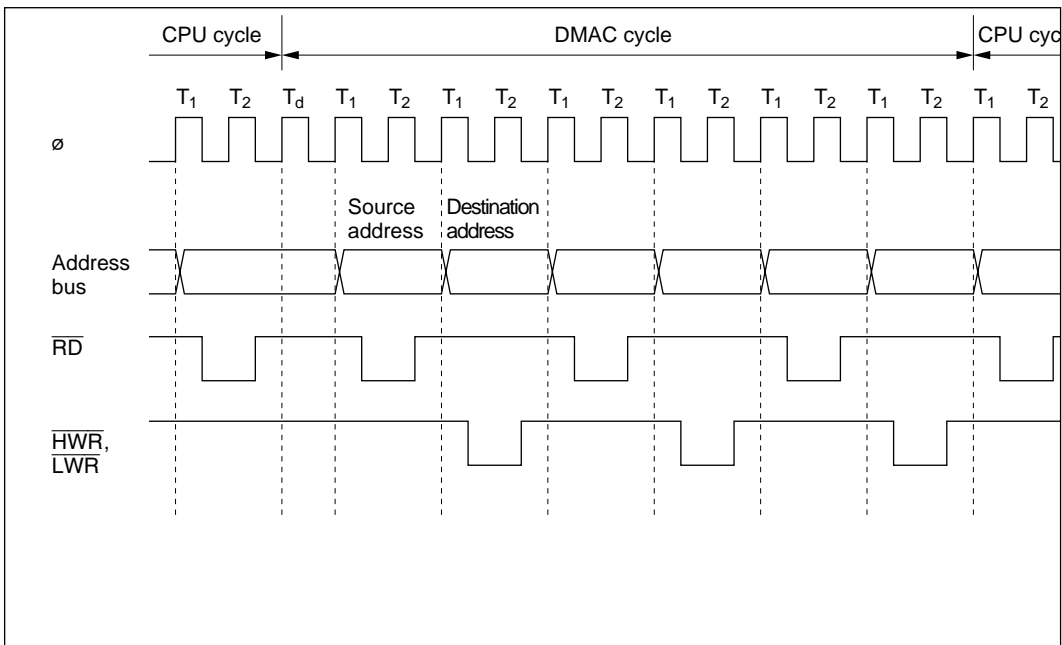 CPU cycle DMAC cycle CPU cyc
T1 T2 Td T1 T2 T1 T2 T1 T2 T1 T2 T1 T2 T1 T2 T1 T2
ø
Source address
Destination address
Address bus
RD
HWR,
LWR